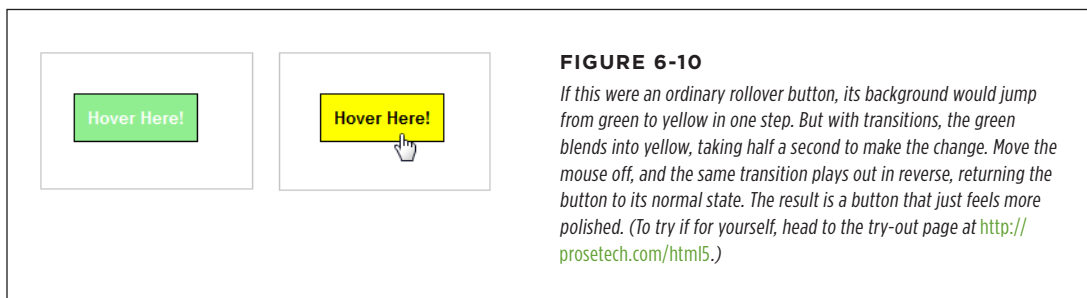 Hover Here!
Hover Here!
FIGURE 6-10
If this were an ordinary rollover button, its background would jump
from green to yellow in one step. But with transitions, the green
blends into yellow, taking half a second to make the change. Move the
mouse off, and the same transition plays out in reverse, returning the
button to its normal state. The result is a button that just feels more
polished. (To try if for yourself, head to the try-out page at http://
prosetech.com/html5.)